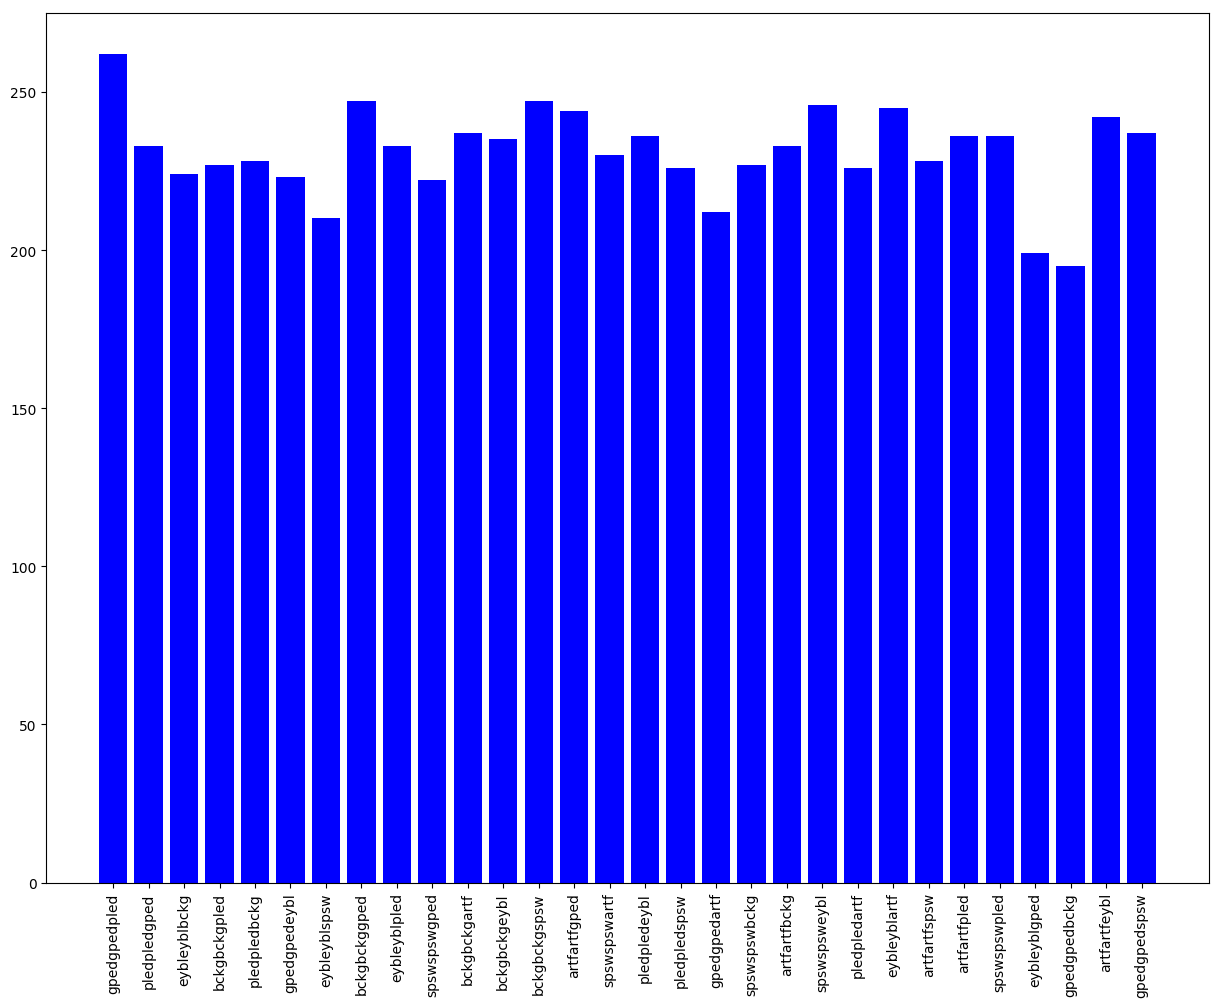 250
200
150
100
50
0
gpedgpedpled
pledpledgped
eybleyblbckg
bckgbckgpled
pledpledbckg
gpedgpedeybl
eybleyblspsw
bckgbckggped
eybleyblpled
spswspswgped
bckgbckgartf
bckgbckgeybl
bckgbckgspsw
artfartfgped
spswspswartf
pledpledeybl
pledpledspsw
gpedgpedartf
spswspswbckg
artfartfbckg
spswspsweybl
pledpledartf
eybleyblartf
artfartfspsw
artfartfpled
spswspswpled
eybleyblgped
gpedgpedbckg
artfartfeybl
gpedgpedspsw